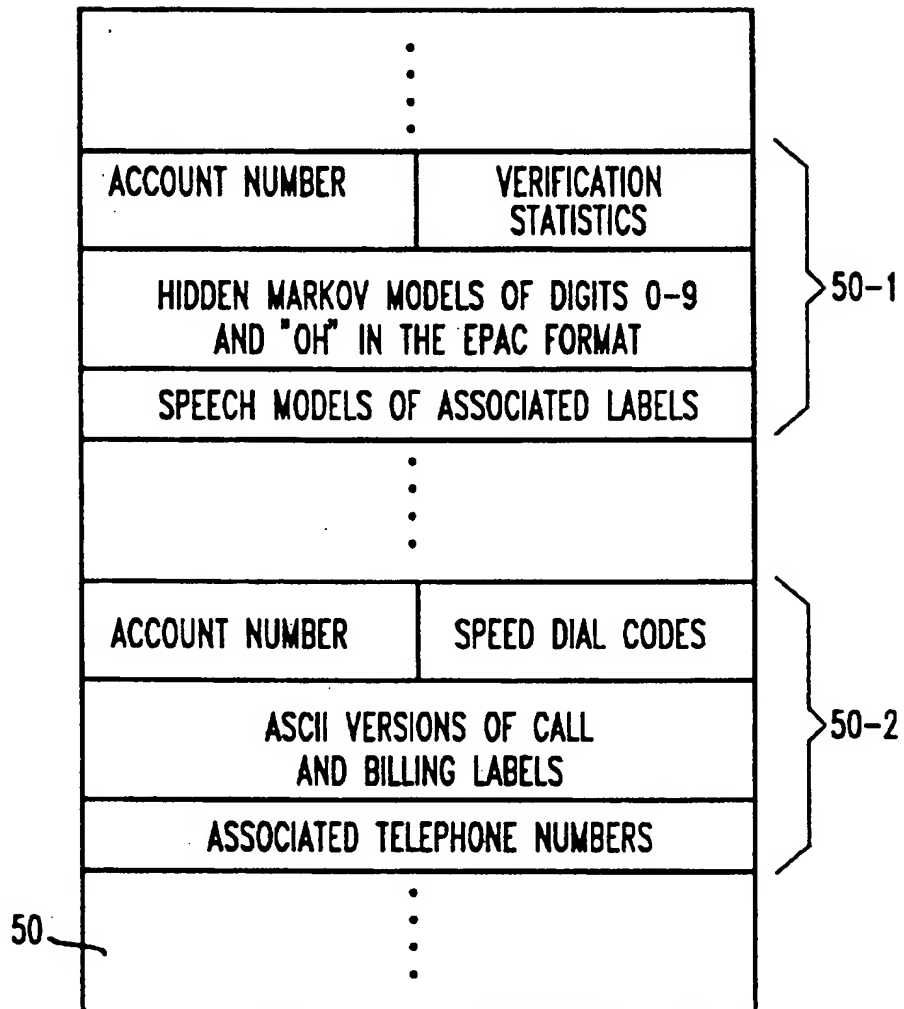 ACCOUNT NUMBER
VERIFICATION
STATISTICS
HIDDEN MARKOV MODELS OF DIGITS 0-9
AND "OH" IN THE EPAC FORMAT
SPEECH MODELS OF ASSOCIATED LABELS
50-1
ACCOUNT NUMBER
SPEED DIAL CODES
ASCII VERSIONS OF CALL
AND BILLING LABELS
ASSOCIATED TELEPHONE NUMBERS
50-2
50